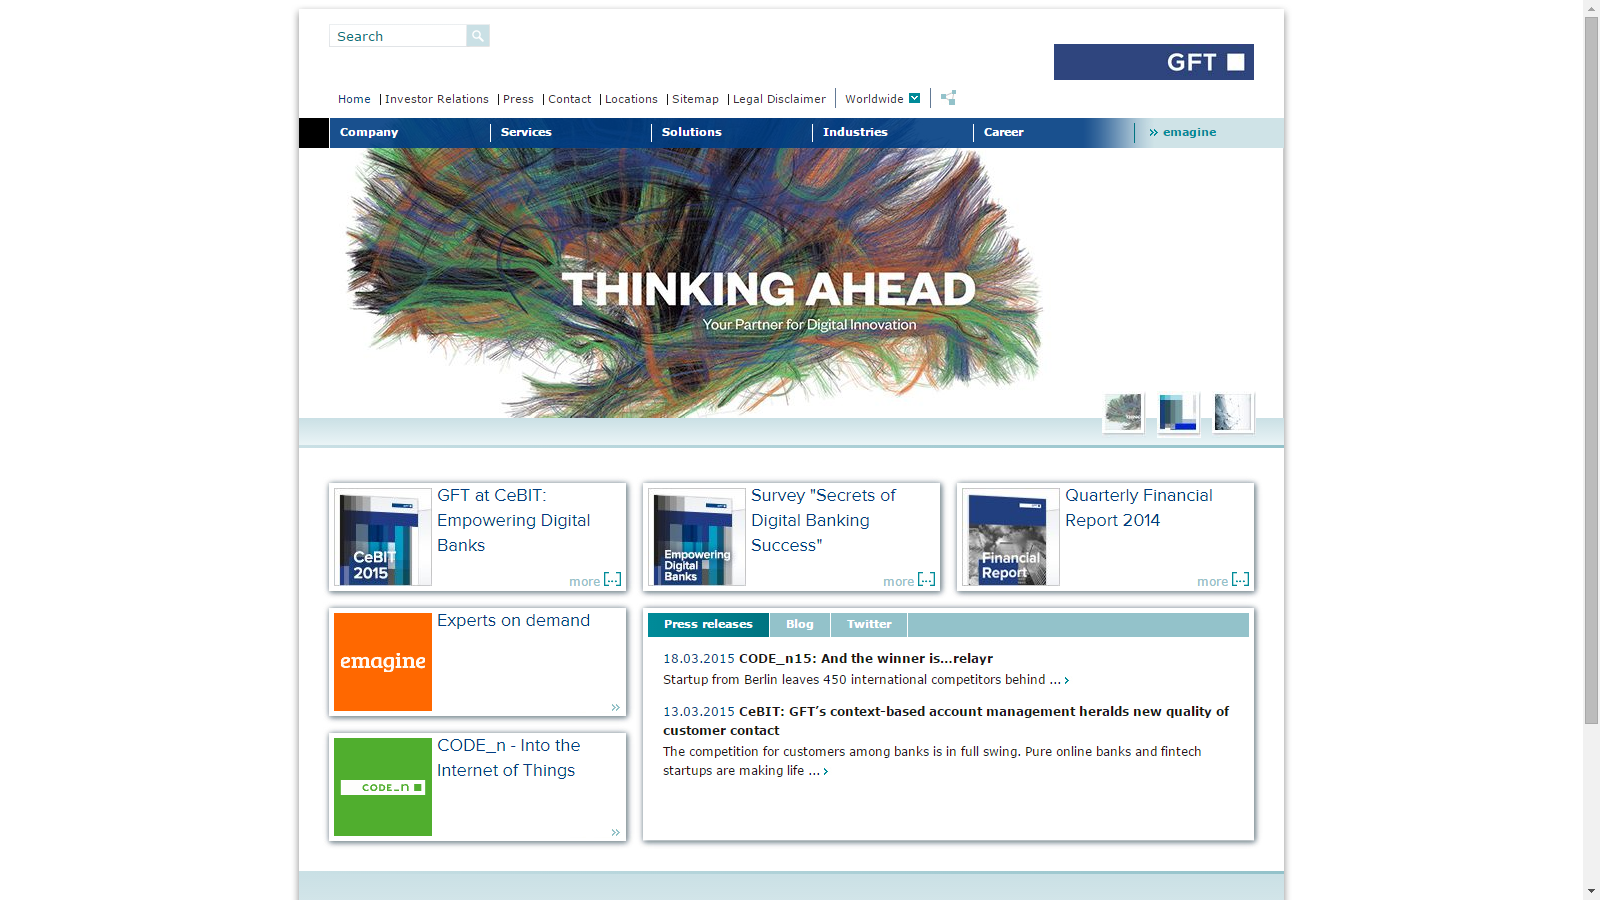 Search
GFT
Home
Investor Relations
Press
Contact
Locations
Sitemap
Legal Disclaimer
Worldwide
Company
Services
Solutions
Industries
Career
emagine
THINKING AHEAD
Your Partner for Digital Innovation
GFT at CeBIT:
Empowering Digital
Banks
CeBIT
2015
more [...]
Survey "Secrets of
Digital Banking
Success"
Empowering
Digital
Banks
more [...]
Quarterly Financial
Report 2014
Financial
Report
more [...]
emagine
Experts on demand
CODE_n
CODE_n - Into the
Internet of Things
Press releases
Blog
Twitter
18.03.2015 CODE_n15: And the winner is...relayr
Startup from Berlin leaves 450 international competitors behind ...
13.03.2015 CeBIT: GFT’s context-based account management heralds new quality of
customer contact
The competition for customers among banks is in full swing. Pure online banks and fintech
startups are making life ...